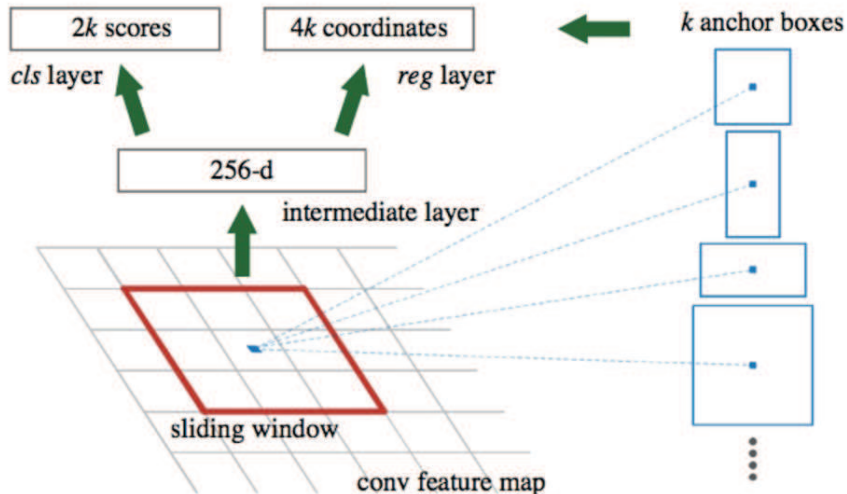 2k scores
4k coordinates
k anchor boxes
cls layer
reg layer
256-d
intermediate layer
sliding window
conv feature map